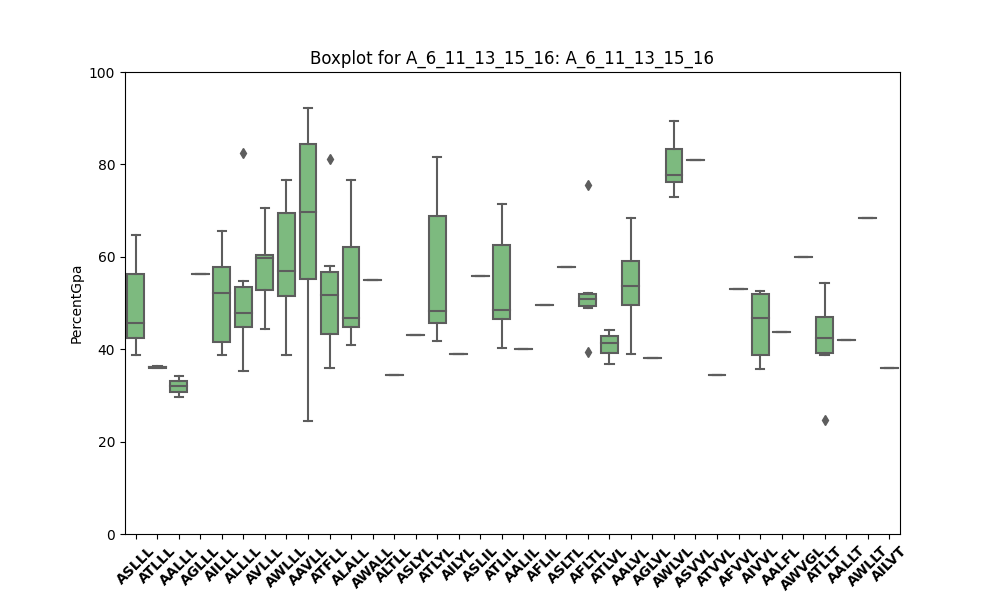 Boxplot for A_6_11_13_15_16: A_6_11_13_15_16
PercentGpa
100
80
60
40
20
0
ASLLL
ATLLL
AALLL
AGLLL
AILLL
ALLLL
AVLLL
AWLLL
AAVLL
ATFLL
ALALL
AWALL
ALTLL
ASLYL
ATLYL
AILYL
ASLIL
ATLIL
AALIL
AFLIL
ASLTL
AFLTL
ATLVL
AALVL
AGLVL
AWLVL
ASVVL
ATVVL
AFVVL
AIVVL
AALFL
AWVGL
ATLLT
AALLT
AWLLT
AILVT